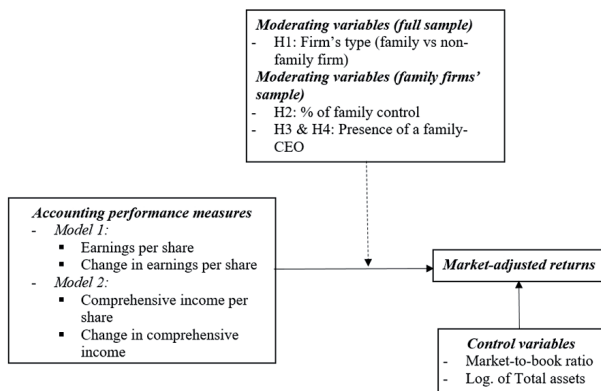 Moderating variables (full sample)
- H1: Firm's type (family vs non-
family firm)
Moderating variables (family firms'
sample)
- H2: % of family control
- H3 & H4: Presence of a family-
CEO
Accounting performance measures
- Model 1:
▪ Earnings per share
▪ Change in earnings per share
- Model 2:
▪ Comprehensive income per
share
▪ Change in comprehensive
income
Market-adjusted returns
Control variables
- Market-to-book ratio
- Log. of Total assets